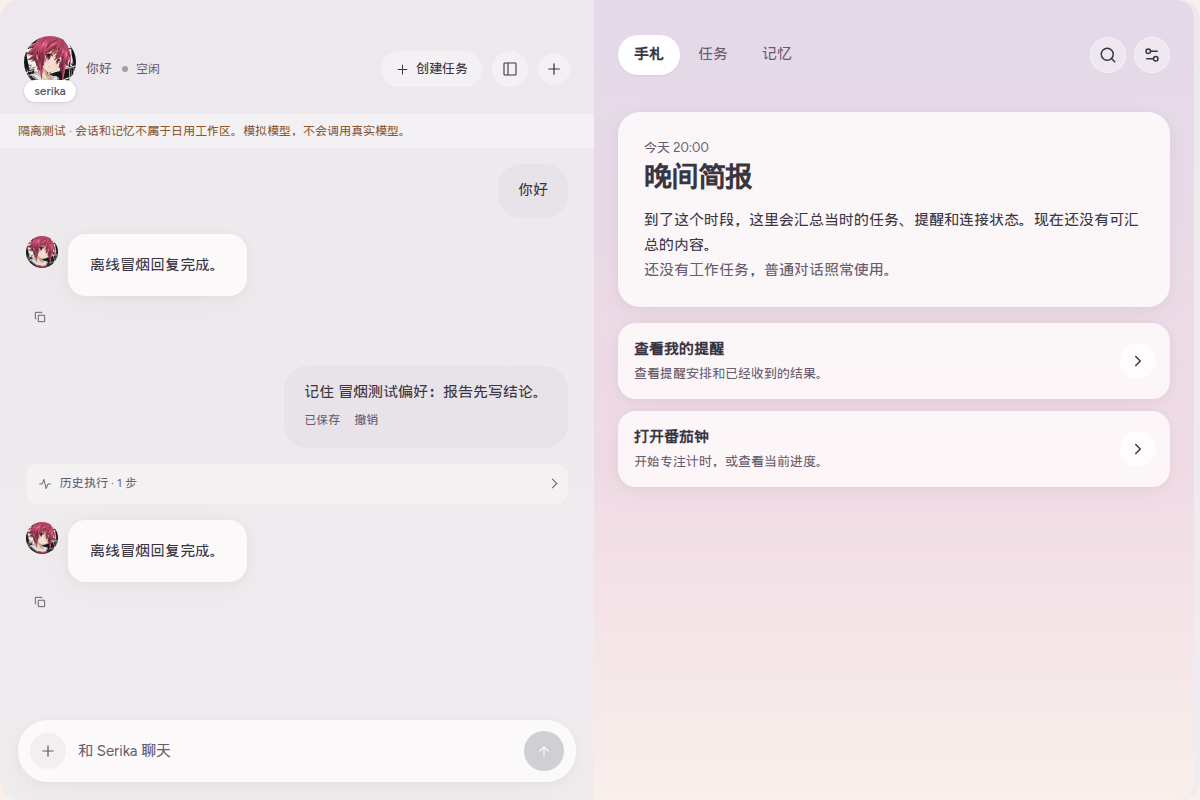 serika
你好 空闲
创建任务
隔离测试 · 会话和记忆不属于日用工作区。模拟模型，不会调用真实模型。
你好
离线冒烟回复完成。
记住 冒烟测试偏好：报告先写结论。
已保存 撤销
历史执行 · 1 步
离线冒烟回复完成。
和 Serika 聊天
手札 任务 记忆
今天 20:00
晚间简报
到了这个时段，这里会汇总当时的任务、提醒和连接状态。现在还没有可汇
总的内容。
还没有工作任务，普通对话照常使用。
查看我的提醒
查看提醒安排和已经收到的结果。
打开番茄钟
开始专注计时，或查看当前进度。